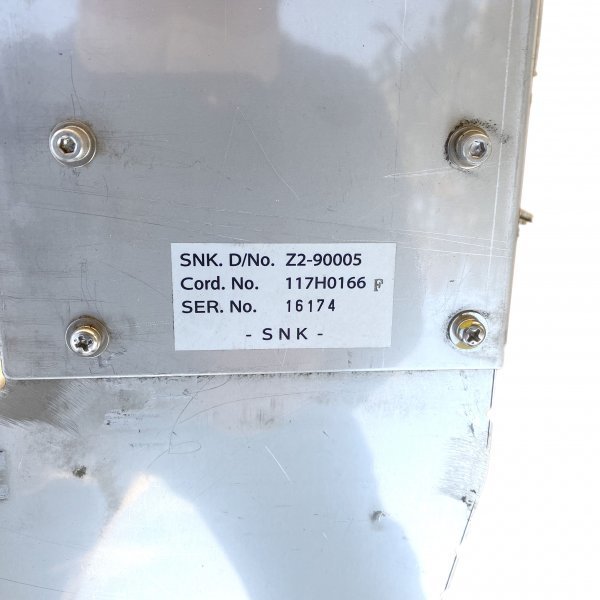 SNK. D/No. Z2-90005
Cord. No. 117H0166 F
SER. No. 16174
- SNK -